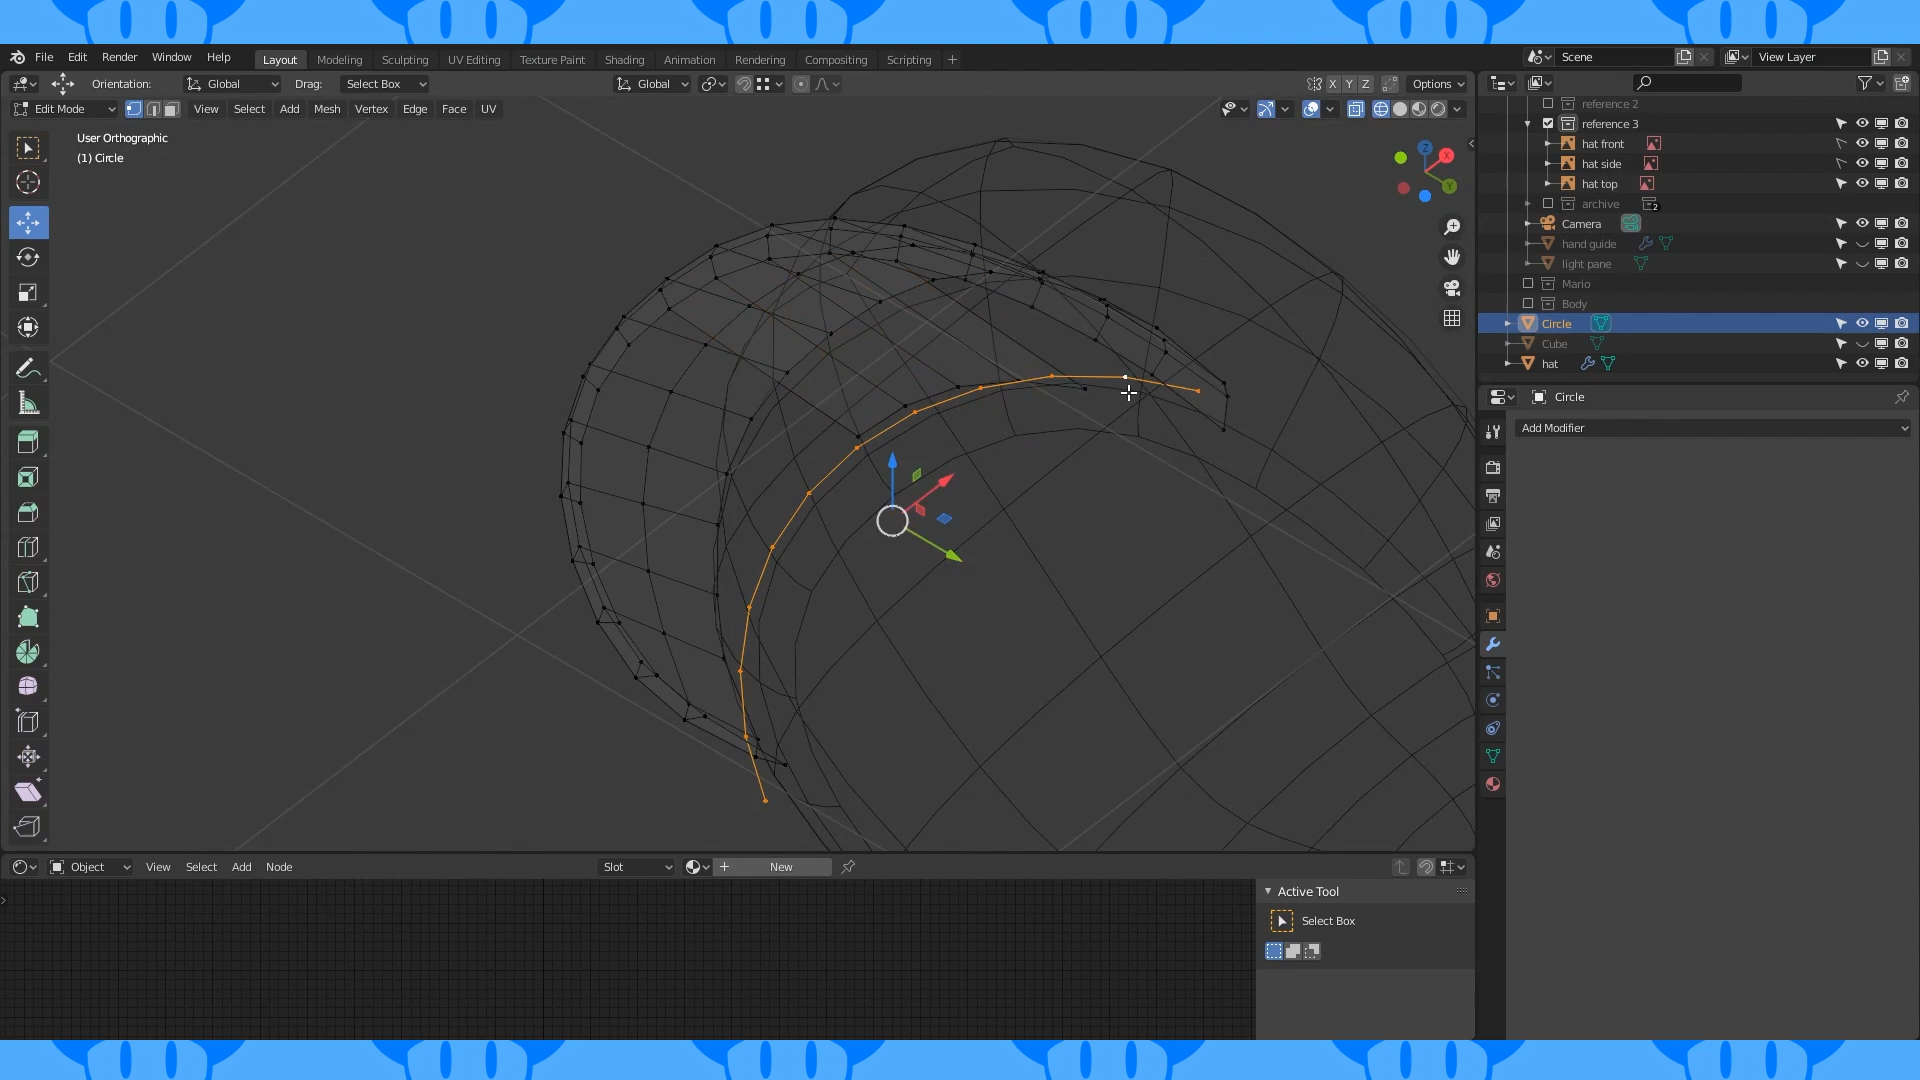 File Edit Render Window Help Layout Modeling Sculpting UV Editing Texture Paint Shading Animation Rendering Compositing Scripting + Scene View Layer
Orientation: Global Drag: Select Box Global X Y Z Options
Edit Mode View Select Add Mesh Vertex Edge Face UV
User Orthographic
(1) Circle
Z X Y
reference 2
reference 3
hat front
hat side
hat top
archive 2
Camera
hand guide
light pane
Mario
Body
Circle
Cube
hat
Circle
Add Modifier
Object View Select Add Node Slot + New
Active Tool
Select Box